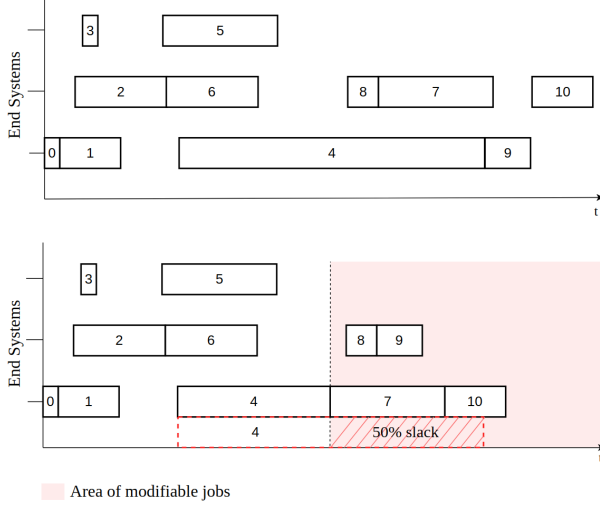 3 5
End Systems
2 6 8 7 10
0 1 4 9
t
3 5
End Systems
2 6 8 9
0 1 4 7 10
4 50% slack
Area of modifiable jobs